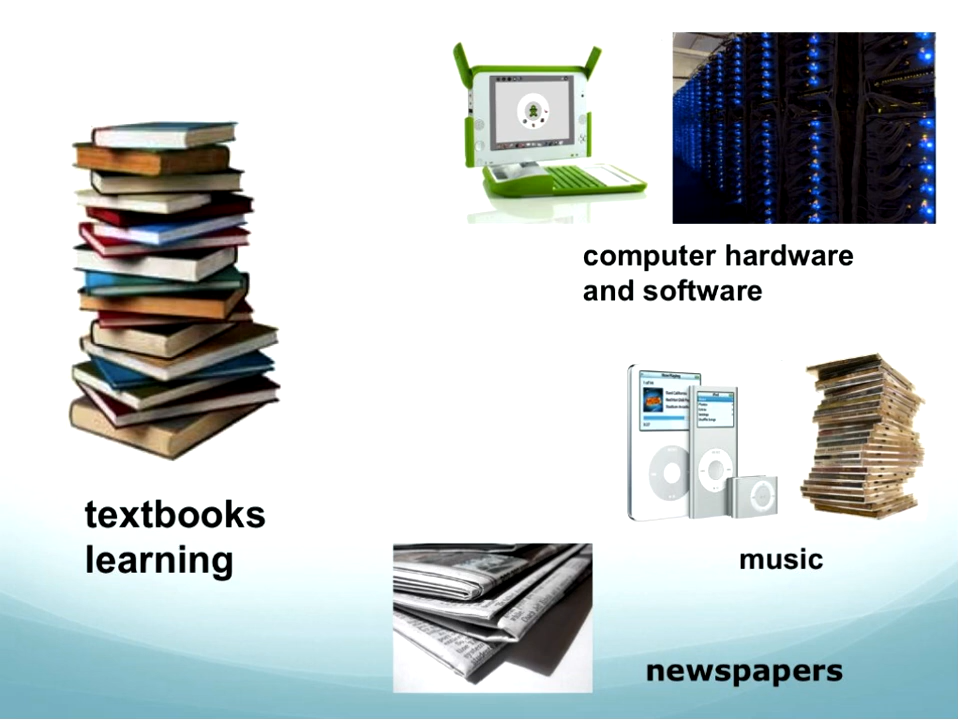 computer hardware
and software
textbooks
learning
music
newspapers